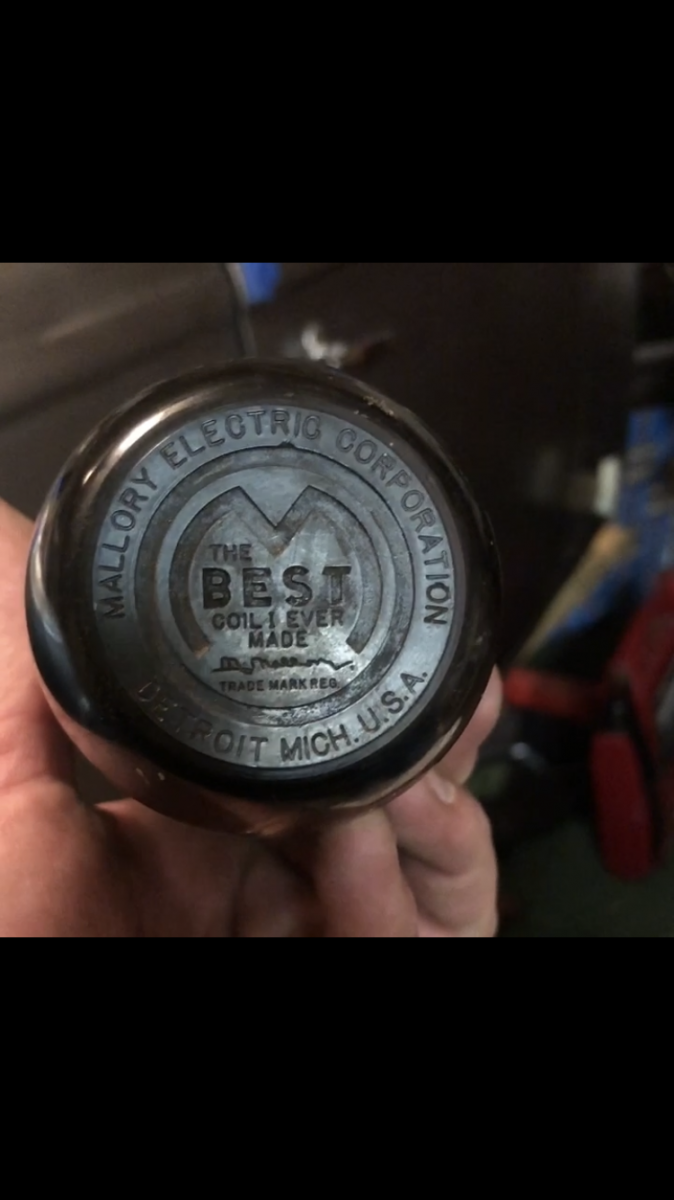 MALLORY ELECTRIC CORPORATION
THE
BEST
COIL I EVER
MADE
TRADE MARK REG.
DETROIT MICH. U.S.A.